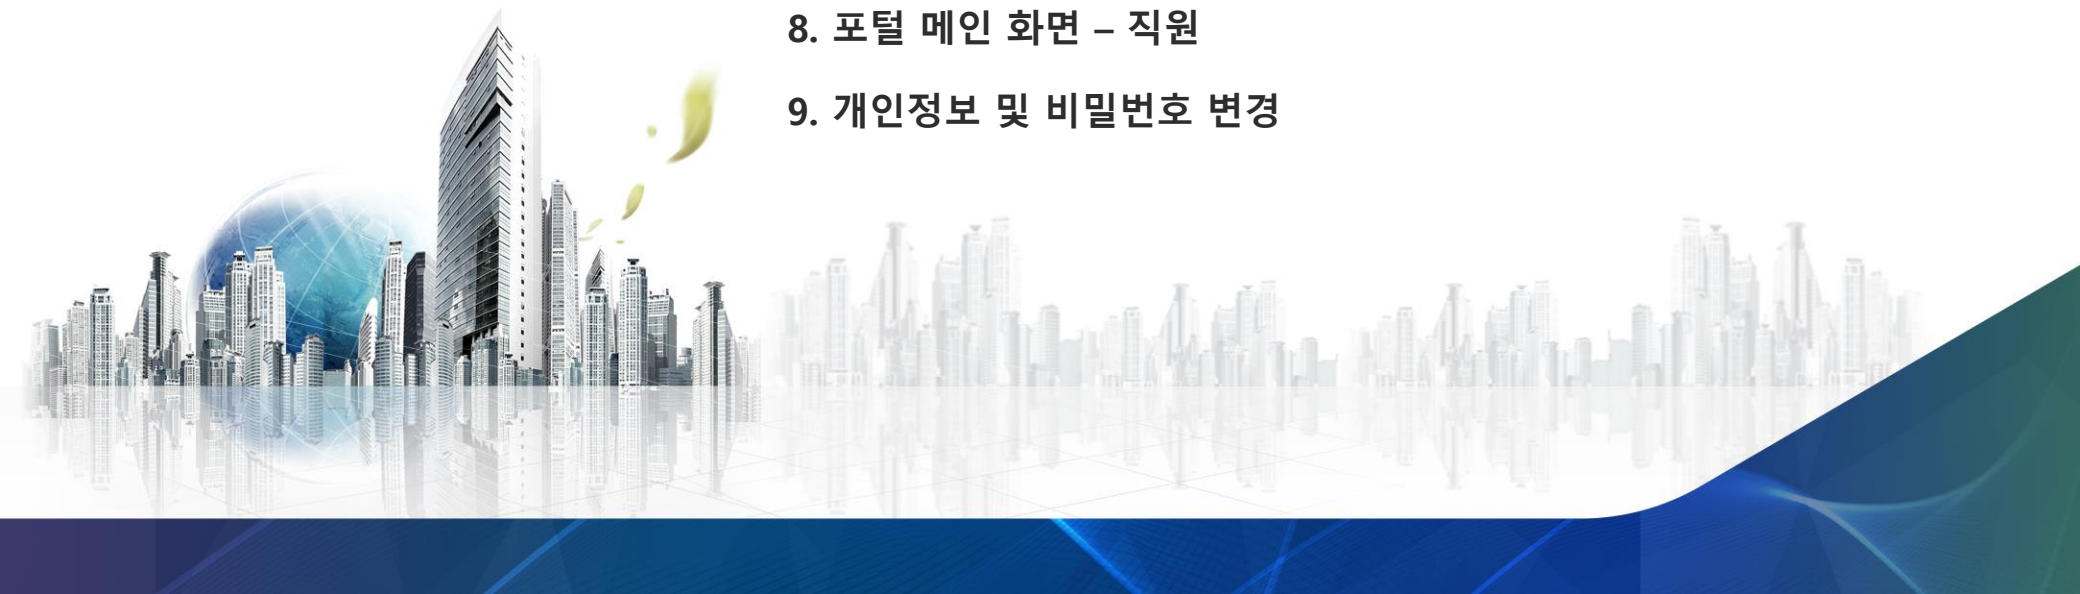 8. 포털 메인 화면 – 직원
9. 개인정보 및 비밀번호 변경